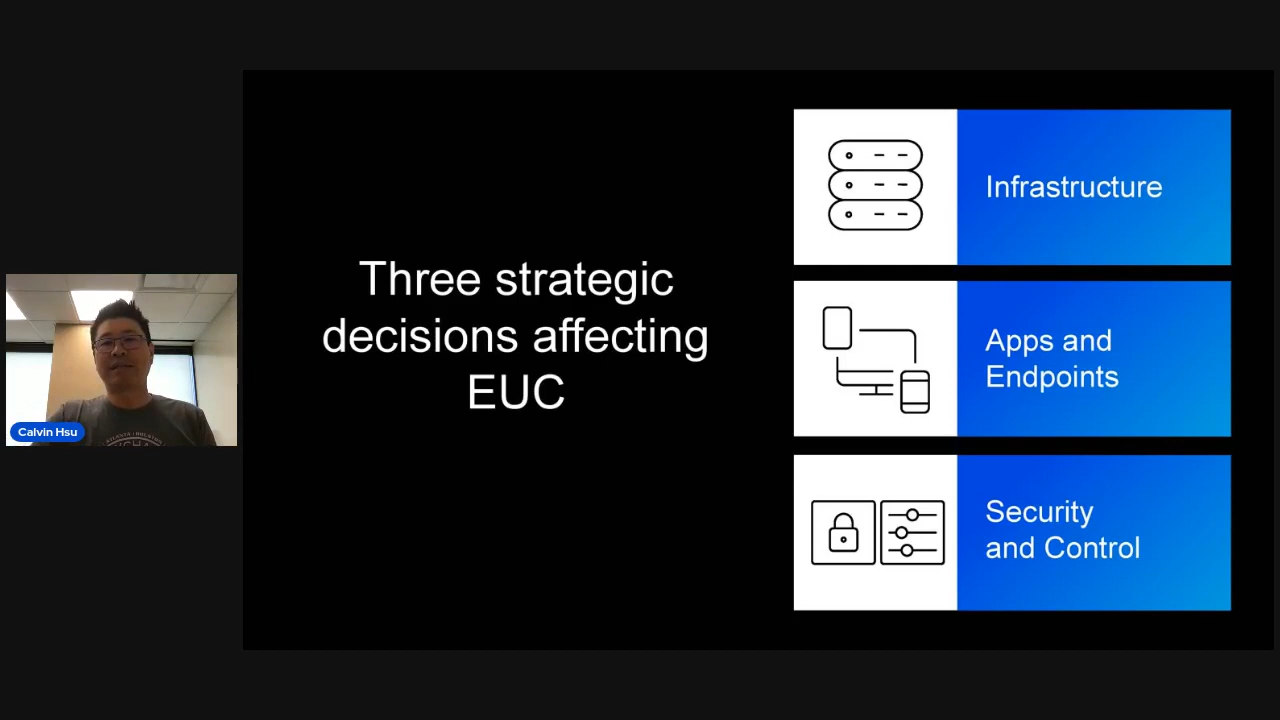 Three strategic
decisions affecting
EUC
Infrastructure
Apps and
Endpoints
Security
and Control
Calvin Hsu